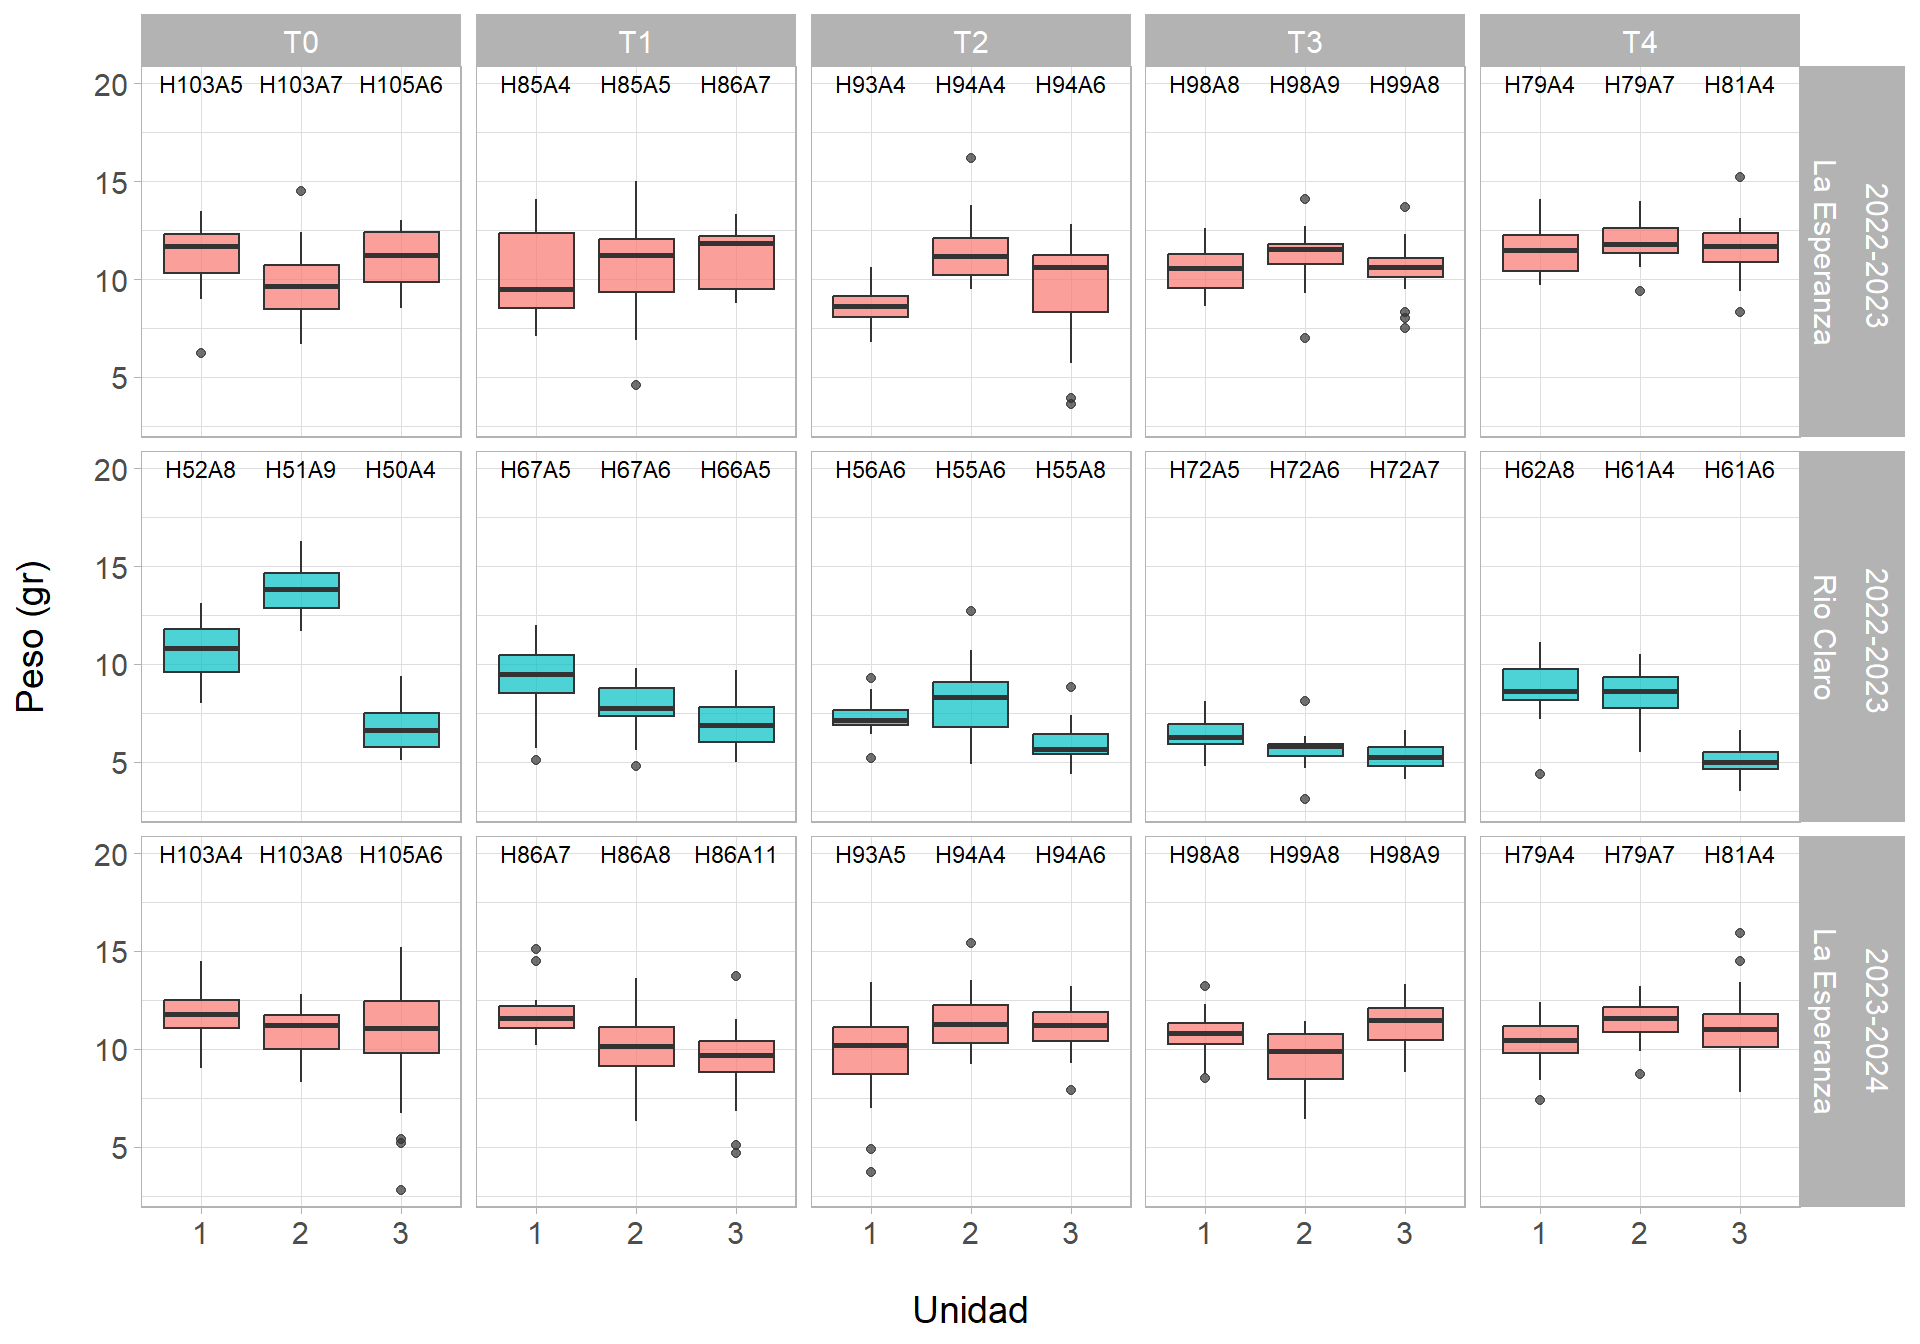 T0 T1 T2 T3 T4
20 H103A5 H103A7 H105A6 H85A4 H85A5 H86A7 H93A4 H94A4 H94A6 H98A8 H98A9 H99A8 H79A4 H79A7 H81A4
15
10
5
2022-2023
La Esperanza
20 H52A8 H51A9 H50A4 H67A5 H67A6 H66A5 H56A6 H55A6 H55A8 H72A5 H72A6 H72A7 H62A8 H61A4 H61A6
15
10
5
2022-2023
Rio Claro
Peso (gr)
20 H103A4 H103A8 H105A6 H86A7 H86A8 H86A11 H93A5 H94A4 H94A6 H98A8 H99A8 H98A9 H79A4 H79A7 H81A4
15
10
5
2023-2024
La Esperanza
1 2 3 1 2 3 1 2 3 1 2 3 1 2 3
Unidad